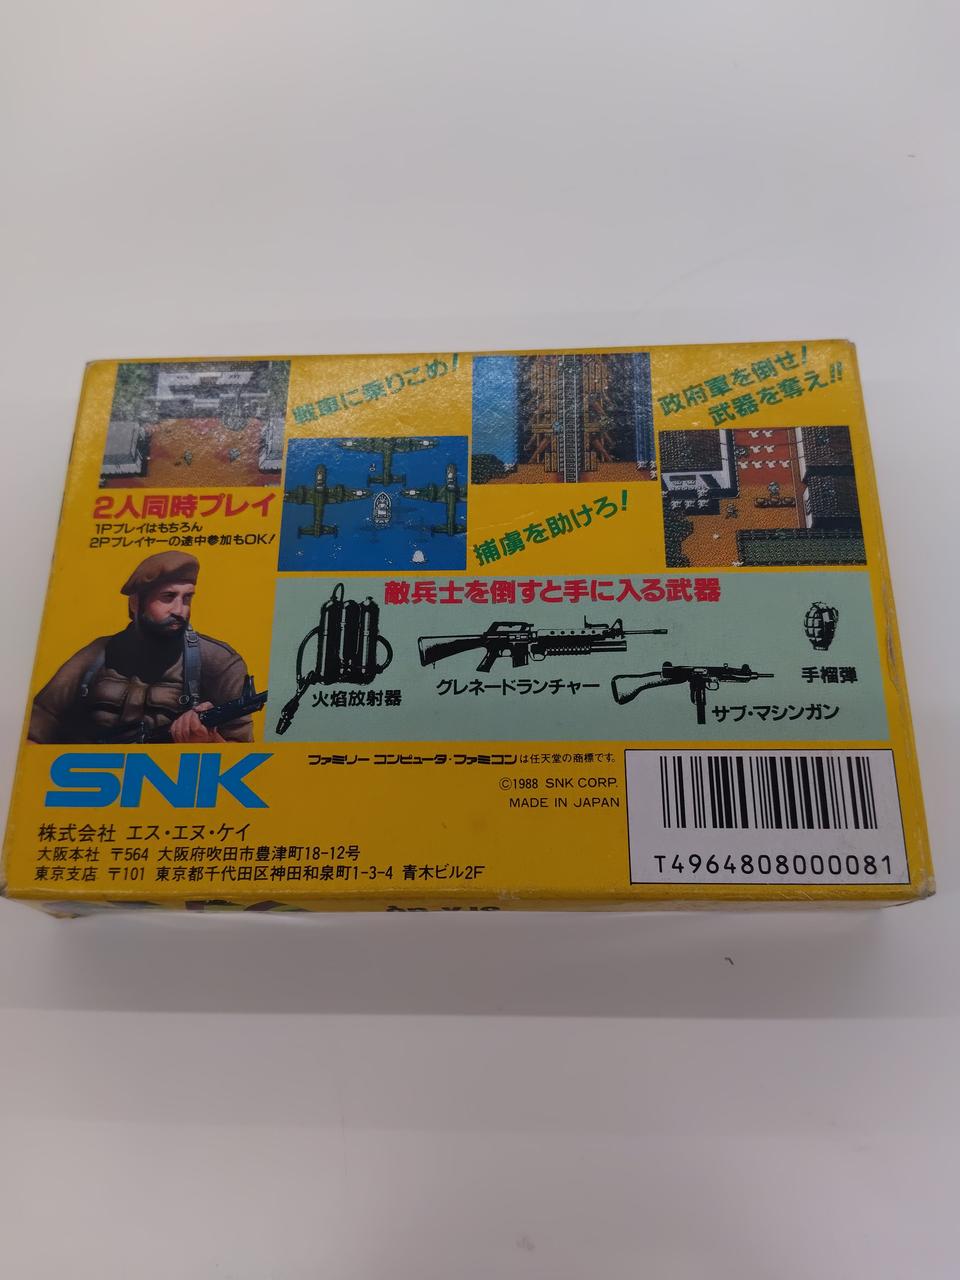 戦車に乗りこめ!
政府軍を倒せ!
武器を奪え!!
2人同時プレイ
1Pプレイはもちろん
2Pプレイヤーの途中参加もOK!
捕虜を助けろ!
敵兵士を倒すと手に入る武器
火焰放射器
グレネードランチャー
サブ・マシンガン
手榴弾
SNK
ファミリーコンピュータ・ファミコンは任天堂の商標です。
©1988 SNK CORP.
MADE IN JAPAN
株式会社 エス・エヌ・ケイ
大阪本社 〒564 大阪府吹田市豊津町18-12号
東京支店 〒101 東京都千代田区神田和泉町1-3-4 青木ビル2F
T4964808000081